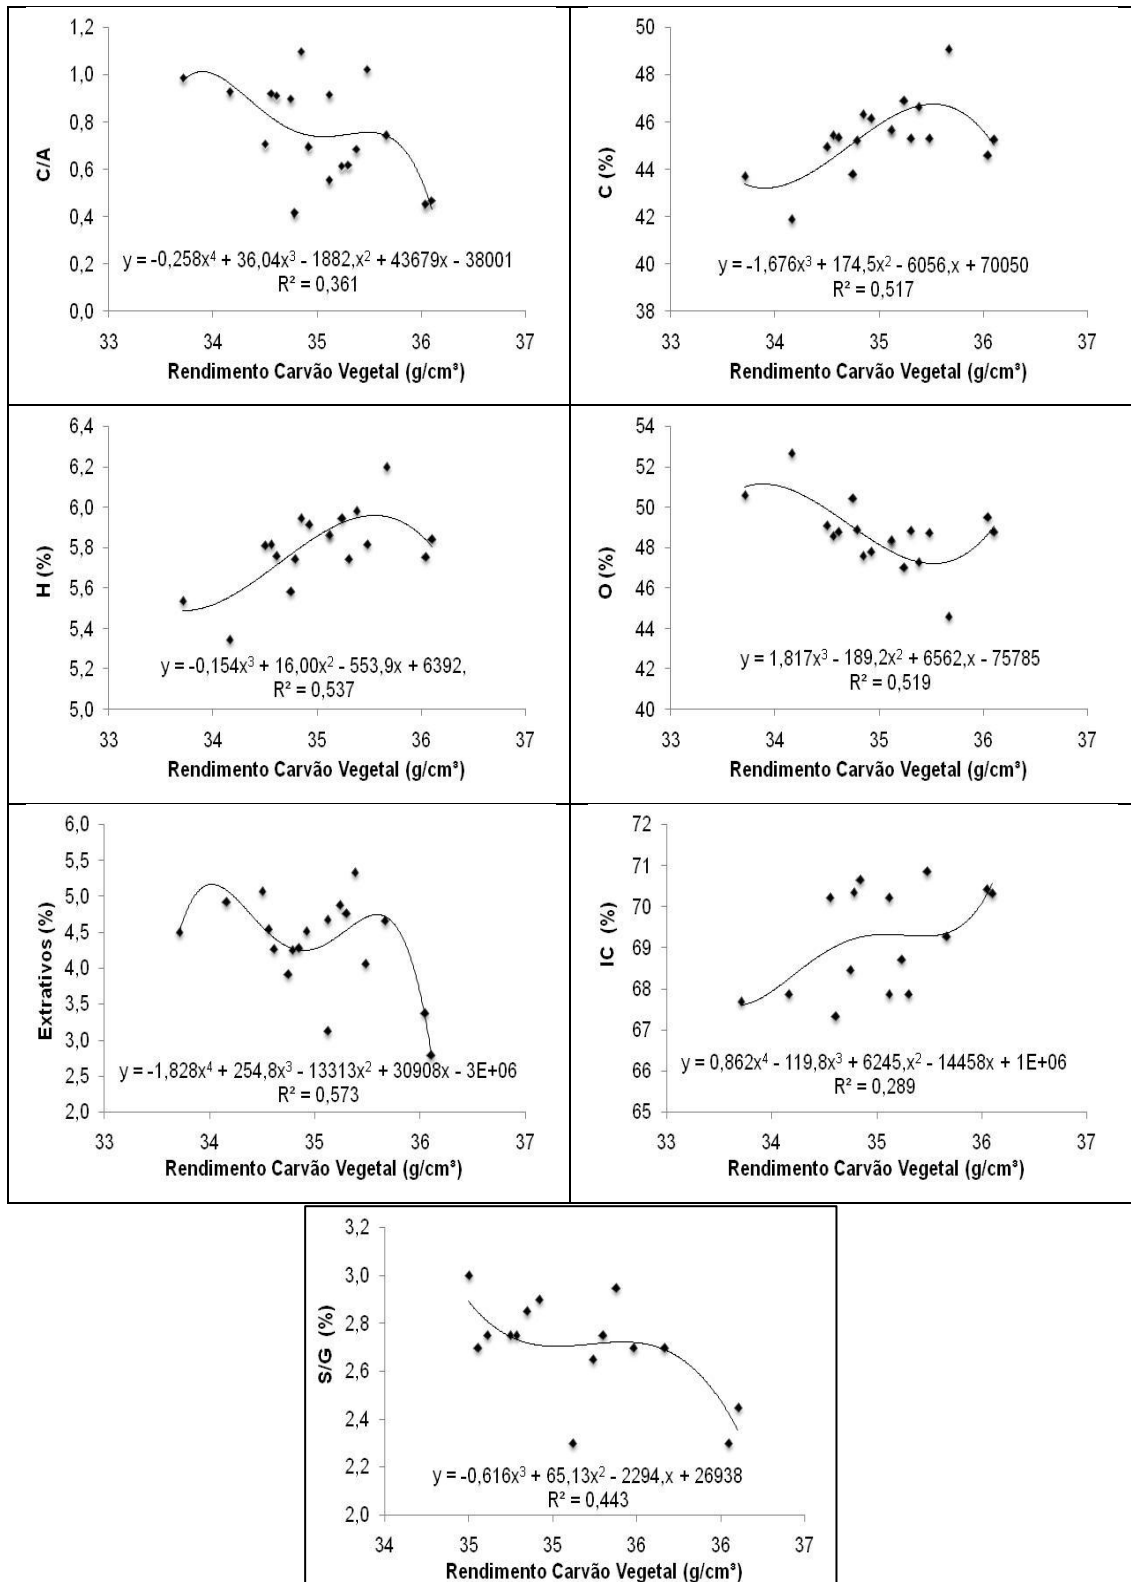 1,2
1,0
0,8
0,6
0,4
0,2
0,0
C/A
y = -0,258x⁴ + 36,04x³ - 1882,x² + 43679x - 38001
R² = 0,361
33 34 35 36 37
Rendimento Carvão Vegetal (g/cm³)
50
48
46
44
42
40
38
C (%)
y = -1,676x³ + 174,5x² - 6056,x + 70050
R² = 0,517
33 34 35 36 37
Rendimento Carvão Vegetal (g/cm³)
6,4
6,2
6,0
5,8
5,6
5,4
5,2
5,0
H (%)
y = -0,154x³ + 16,00x² - 553,9x + 6392,
R² = 0,537
33 34 35 36 37
Rendimento Carvão Vegetal (g/cm³)
54
52
50
48
46
44
42
40
O (%)
y = 1,817x³ - 189,2x² + 6562,x - 75785
R² = 0,519
33 34 35 36 37
Rendimento Carvão Vegetal (g/cm³)
6,0
5,5
5,0
4,5
4,0
3,5
3,0
2,5
2,0
Extrativos (%)
y = -1,828x⁴ + 254,8x³ - 13313x² + 30908x - 3E+06
R² = 0,573
33 34 35 36 37
Rendimento Carvão Vegetal (g/cm³)
72
71
70
69
68
67
66
65
IC (%)
y = 0,862x⁴ - 119,8x³ + 6245,x² - 14458x + 1E+06
R² = 0,289
33 34 35 36 37
Rendimento Carvão Vegetal (g/cm³)
3,2
3,0
2,8
2,6
2,4
2,2
2,0
S/G (%)
y = -0,616x³ + 65,13x² - 2294,x + 26938
R² = 0,443
34 35 35 36 36 37
Rendimento Carvão Vegetal (g/cm³)